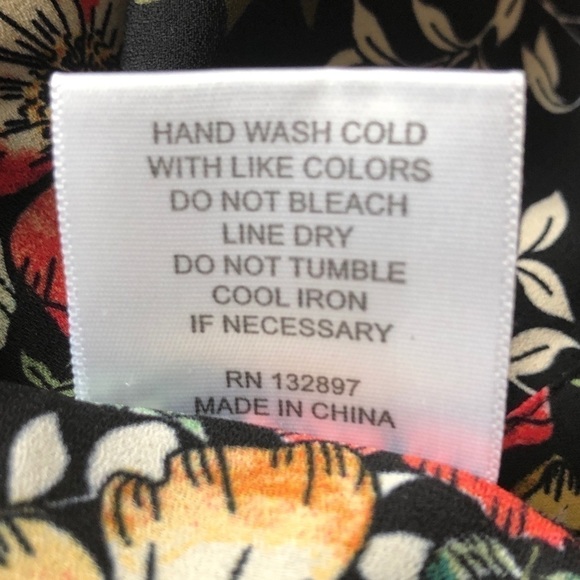 HAND WASH COLD
WITH LIKE COLORS
DO NOT BLEACH
LINE DRY
DO NOT TUMBLE
COOL IRON
IF NECESSARY
RN 132897
MADE IN CHINA